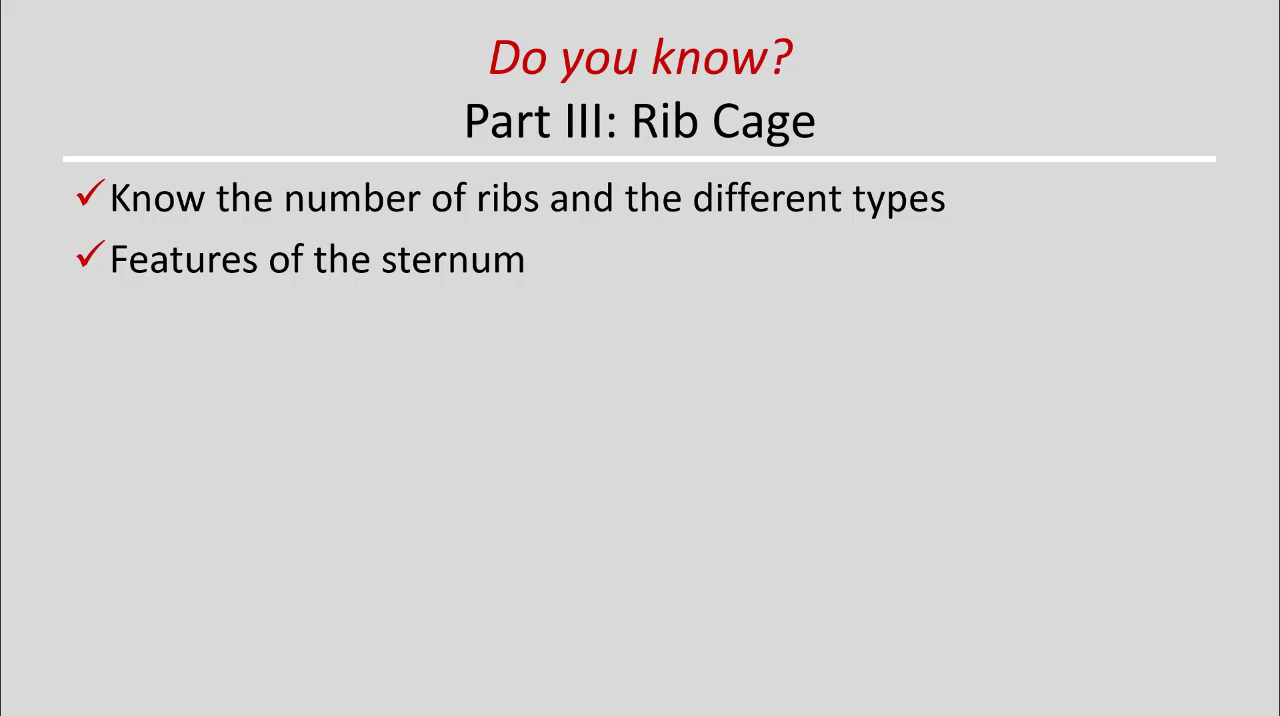 Do you know?
Part III: Rib Cage
✓Know the number of ribs and the different types
✓Features of the sternum